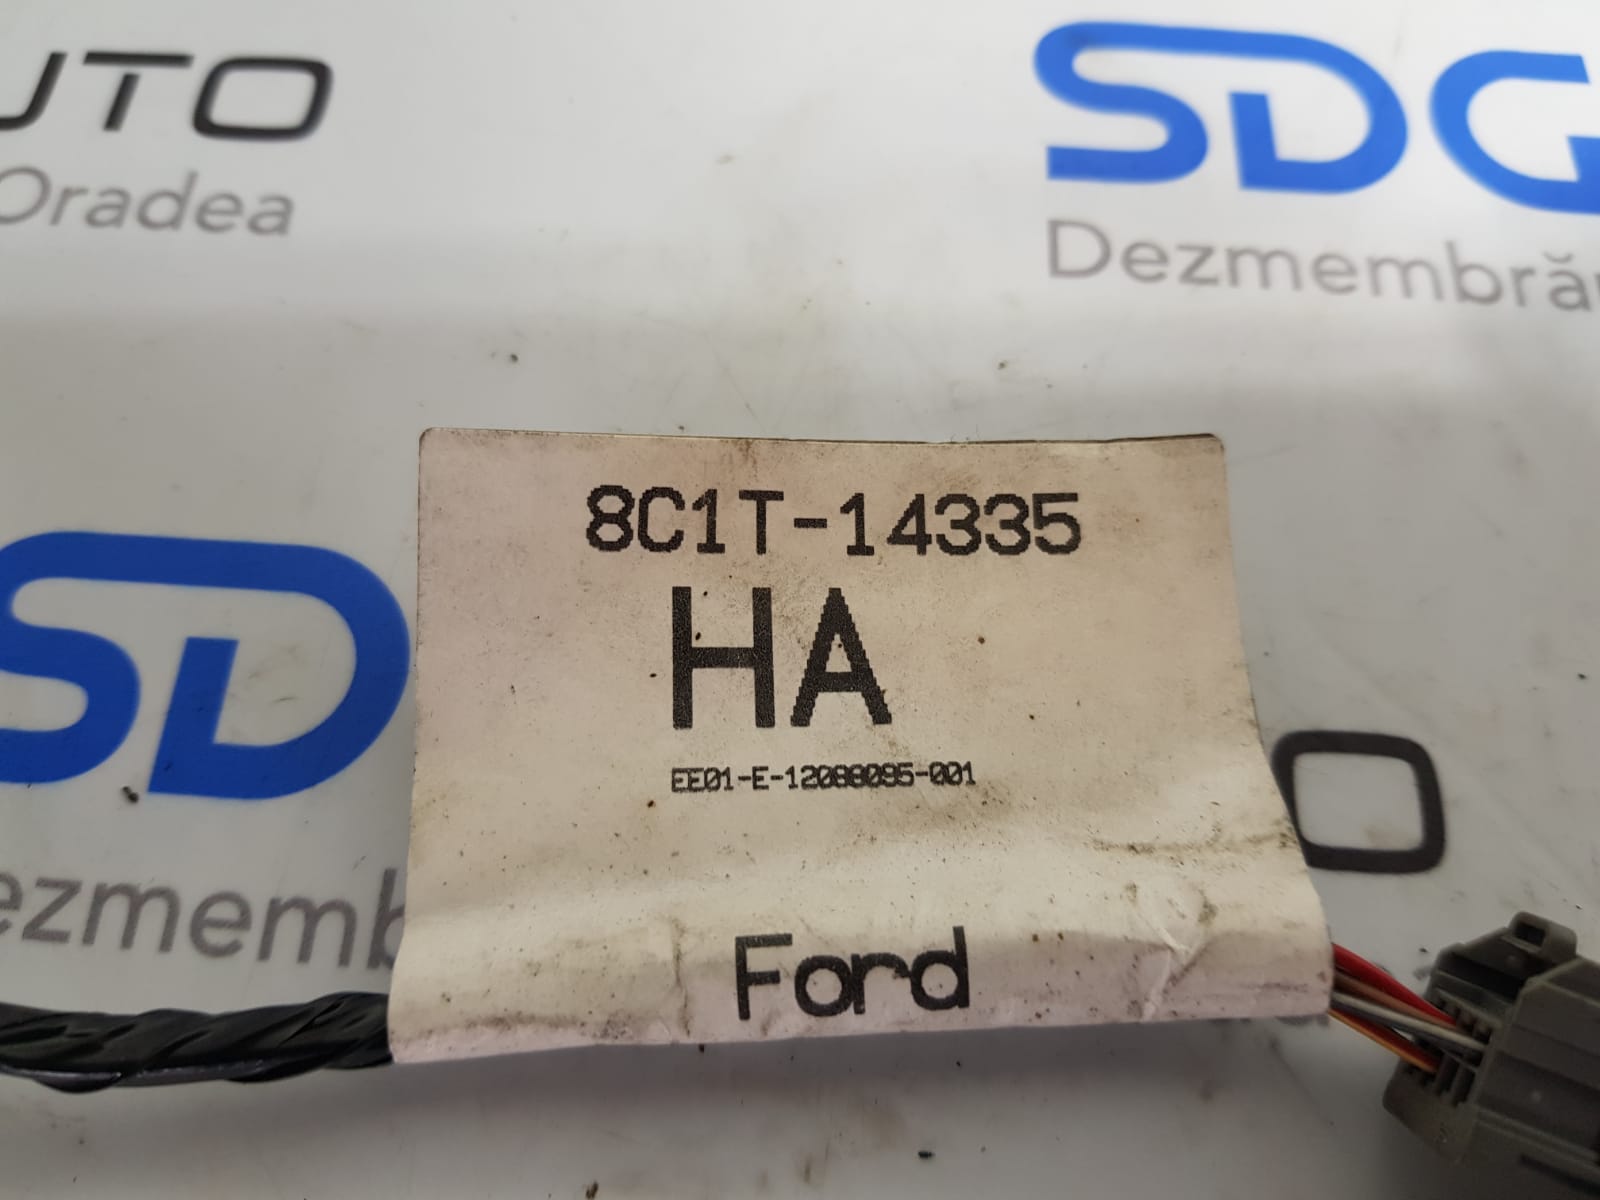 UTO
Oradea
SDG
Dezmembră
8C1T-14335
HA
EE01-E-12088095-001
Ford
SD
ezmemb
O